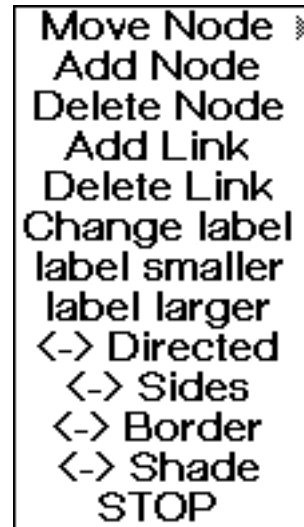 Move Node
Add Node
Delete Node
Add Link
Delete Link
Change label
label smaller
label larger
<-> Directed
<-> Sides
<-> Border
<-> Shade
STOP